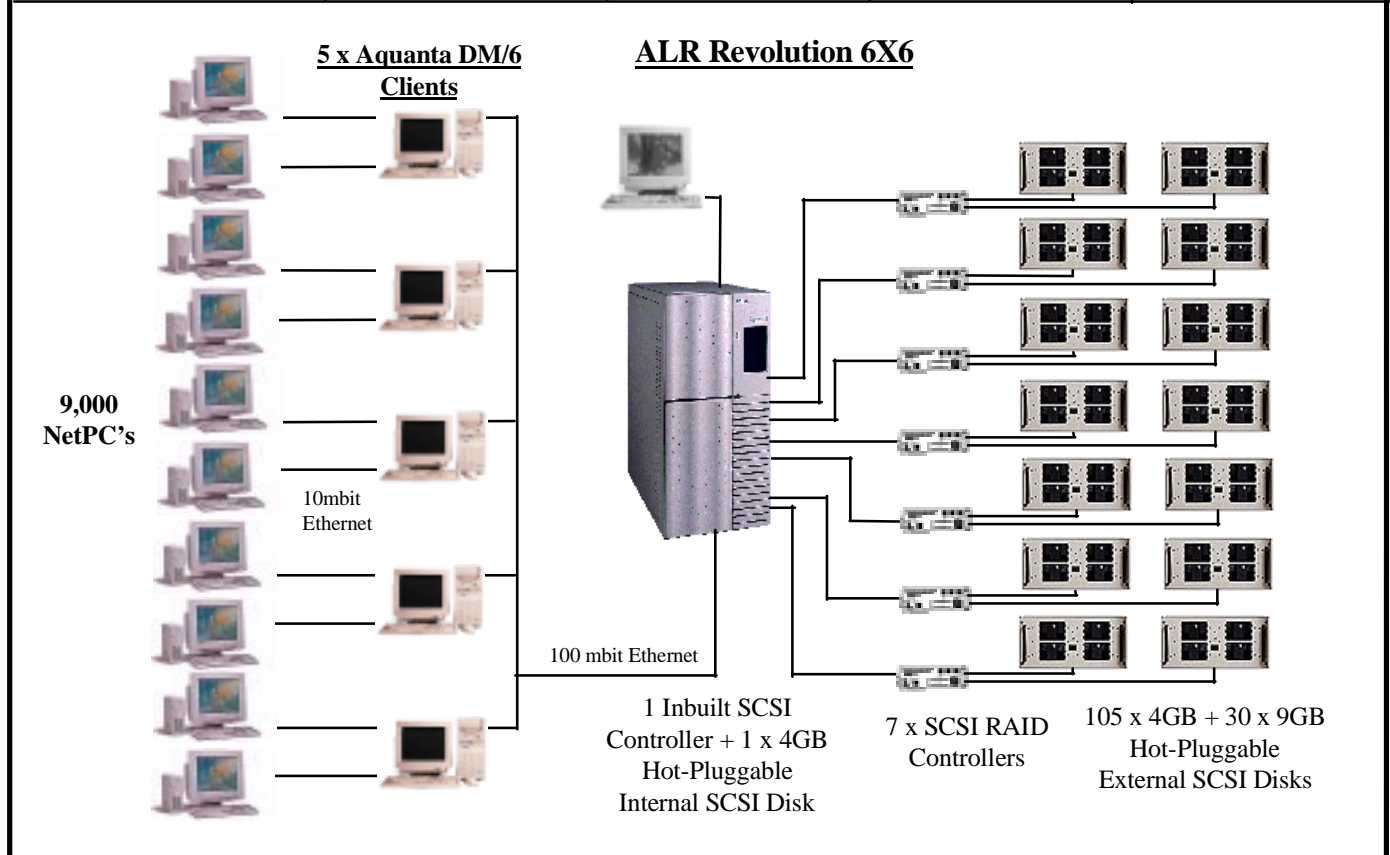 5 x Aquanta DM/6
Clients
ALR Revolution 6X6
9,000
NetPC's
10mbit
Ethernet
100 mbit Ethernet
1 Inbuilt SCSI
Controller + 1 x 4GB
Hot-Pluggable
Internal SCSI Disk
7 x SCSI RAID
Controllers
105 x 4GB + 30 x 9GB
Hot-Pluggable
External SCSI Disks